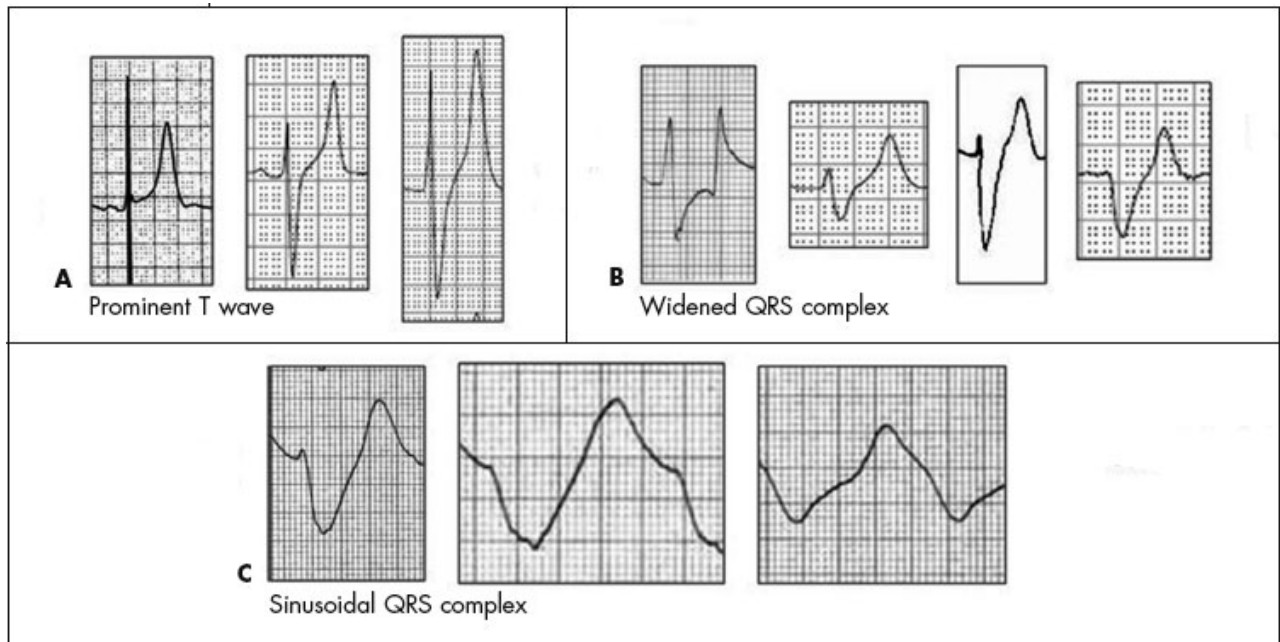 A
Prominent T wave
B
Widened QRS complex
C
Sinusoidal QRS complex